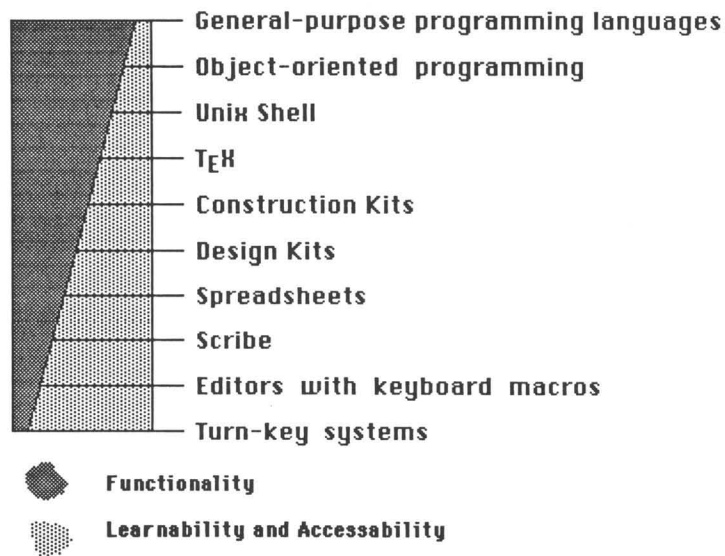 General-purpose programming languages
Object-oriented programming
Unix Shell
TEX
Construction Kits
Design Kits
Spreadsheets
Scribe
Editors with keyboard macros
Turn-key systems
Functionality
Learnability and Accessability